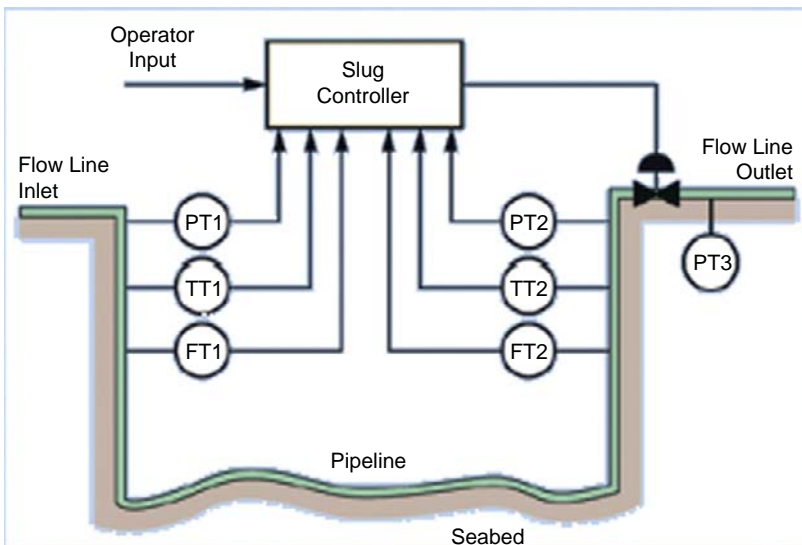 Operator
Input
Slug
Controller
Flow Line
Inlet
Flow Line
Outlet
PT1
PT2
TT1
TT2
PT3
FT1
FT2
Pipeline
Seabed